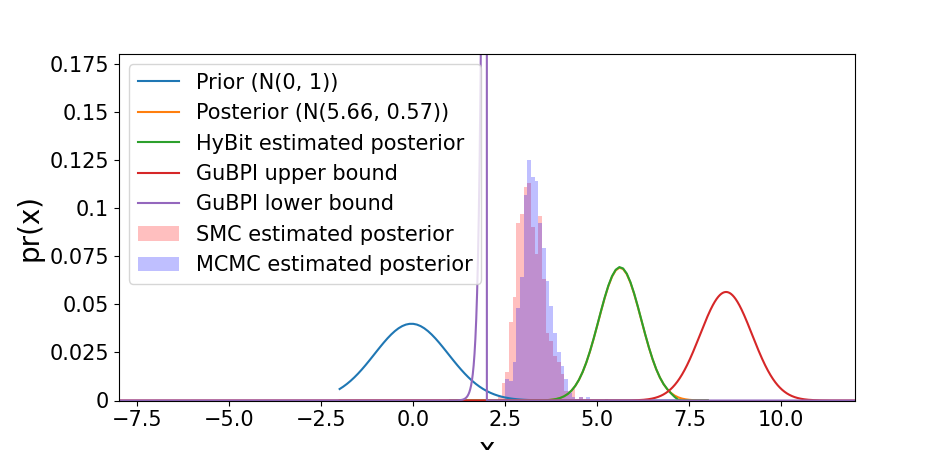 0.175
0.15
0.125
0.1
0.075
0.05
0.025
0
pr(x)
Prior (N(0, 1))
Posterior (N(5.66, 0.57))
HyBit estimated posterior
GuBPI upper bound
GuBPI lower bound
SMC estimated posterior
MCMC estimated posterior
−7.5 −5.0 −2.5 0.0 2.5 5.0 7.5 10.0
x